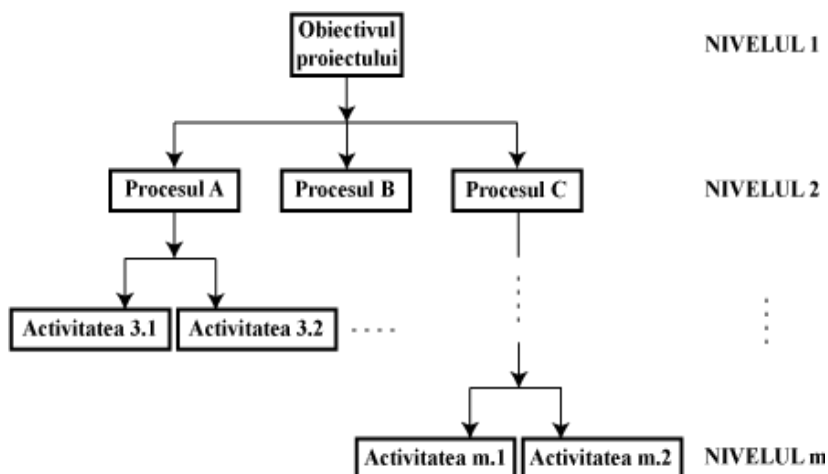 Obiectivul
proiectului
NIVELUL 1
Procesul A
Procesul B
Procesul C
NIVELUL 2
Activitatea 3.1
Activitatea 3.2
Activitatea m.1
Activitatea m.2
NIVELUL m